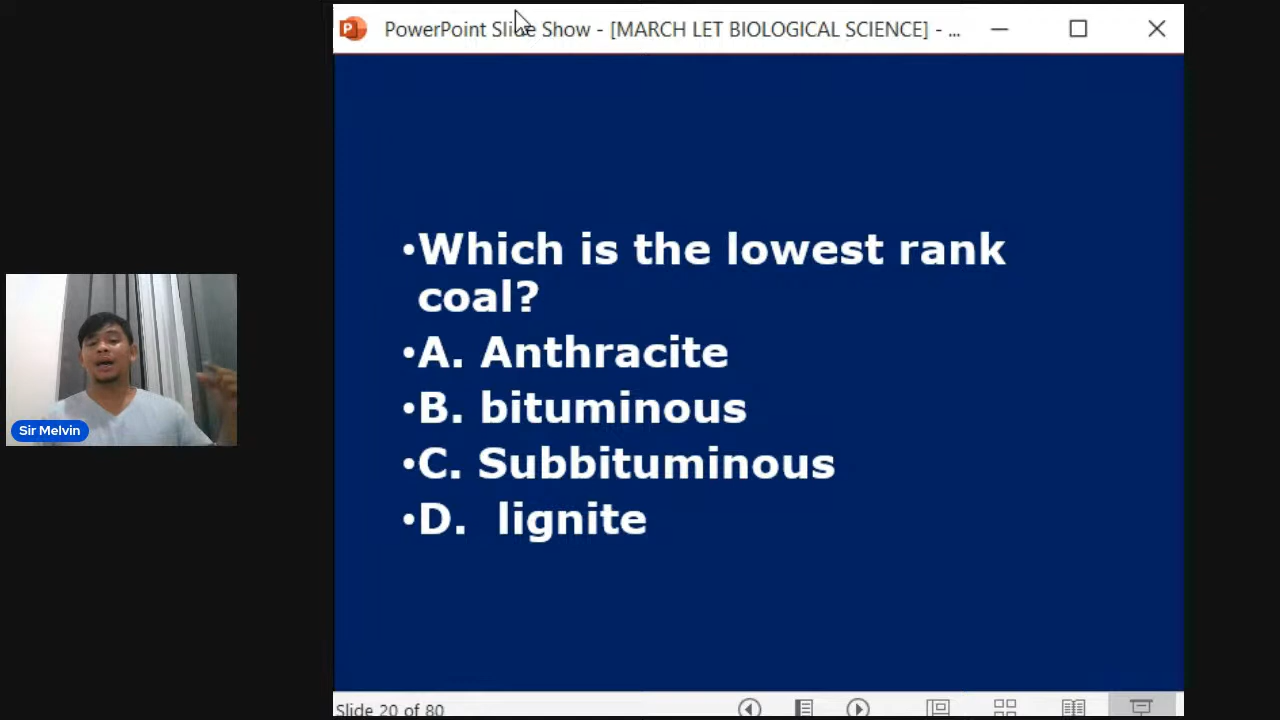 PowerPoint Slide Show - [MARCH LET BIOLOGICAL SCIENCE] - ...
•Which is the lowest rank
coal?
•A. Anthracite
•B. bituminous
•C. Subbituminous
•D. lignite
Sir Melvin
Slide 20 of 80